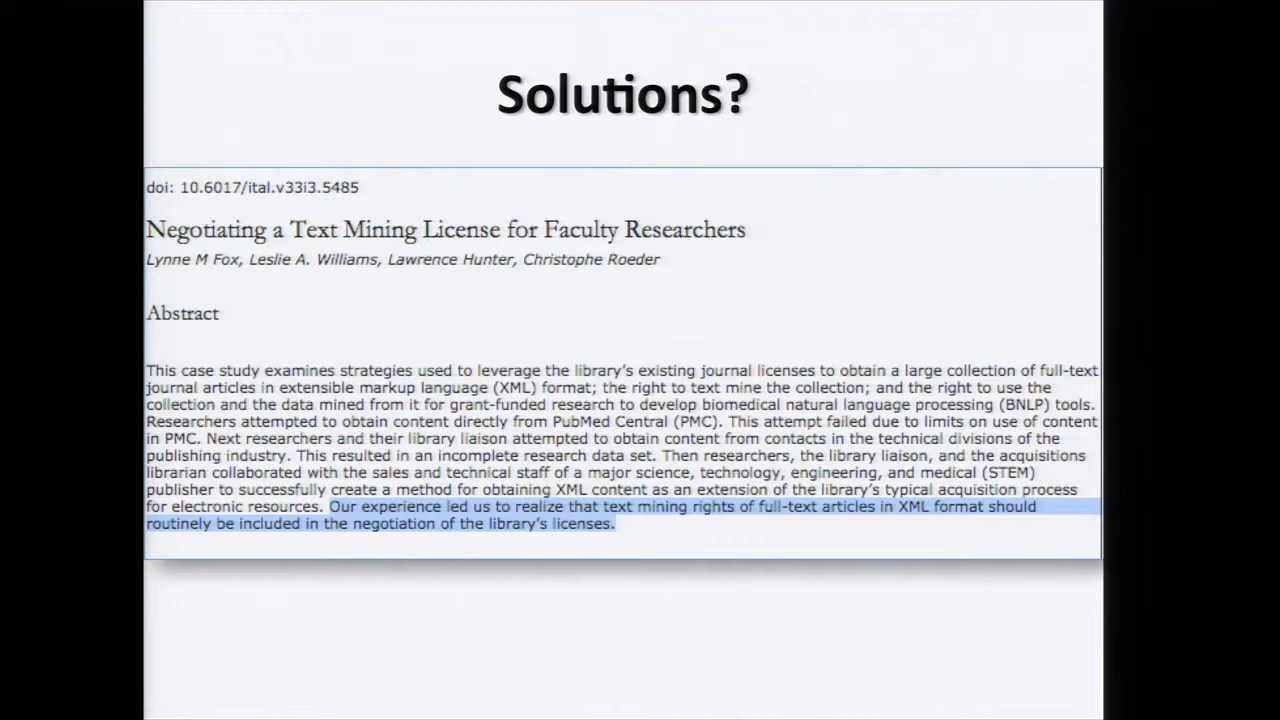 Solutions?
doi: 10.6017/ital.v33i3.5485
Negotiating a Text Mining License for Faculty Researchers
Lynne M Fox, Leslie A. Williams, Lawrence Hunter, Christophe Roeder
Abstract
This case study examines strategies used to leverage the library’s existing journal licenses to obtain a large collection of full-text
journal articles in extensible markup language (XML) format; the right to text mine the collection; and the right to use the
collection and the data mined from it for grant-funded research to develop biomedical natural language processing (BNLP) tools.
Researchers attempted to obtain content directly from PubMed Central (PMC). This attempt failed due to limits on use of content
in PMC. Next researchers and their library liaison attempted to obtain content from contacts in the technical divisions of the
publishing industry. This resulted in an incomplete research data set. Then researchers, the library liaison, and the acquisitions
librarian collaborated with the sales and technical staff of a major science, technology, engineering, and medical (STEM)
publisher to successfully create a method for obtaining XML content as an extension of the library’s typical acquisition process
for electronic resources. Our experience led us to realize that text mining rights of full-text articles in XML format should
routinely be included in the negotiation of the library’s licenses.